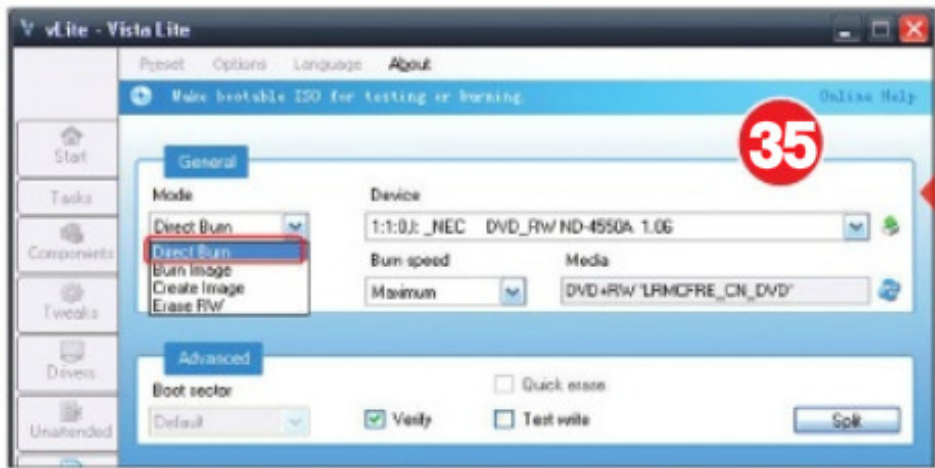 vLite - Vista Lite
Preset Options Language About
Make bootable ISO for testing or burning.
Online Help
35
Start
Tasks
Components
Tweaks
Drivers
Unattended
General
Mode
Device
Direct Burn
1:1:0,I: _NEC DVD_RW ND-4550A 1.06
Direct Burn
Burn Image
Create Image
Erase RW
Burn speed
Media
Maximum
DVD+RW "LRMCFRE_CN_DVD"
Advanced
Boot sector
Quick erase
Default
Verify
Test write
Split